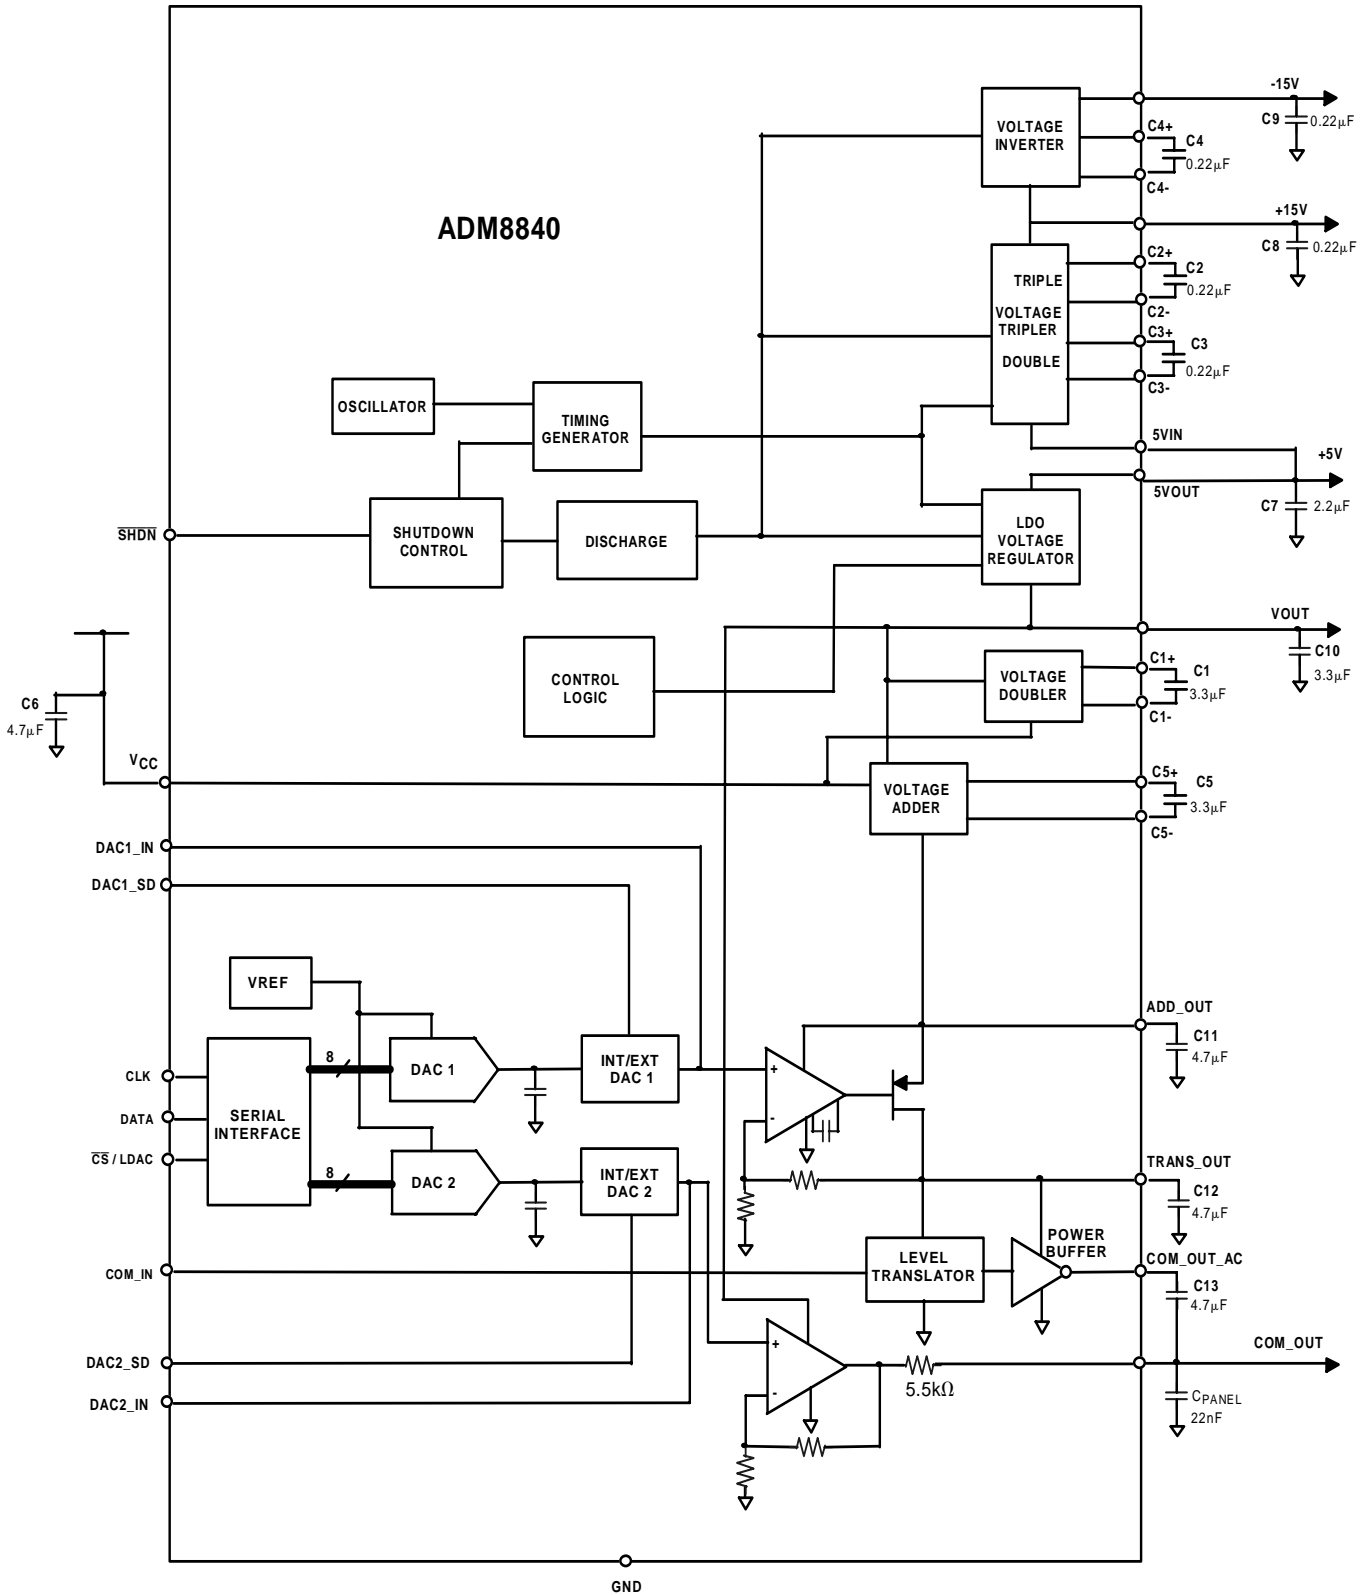 -15V
C9
0.22μF
VOLTAGE
INVERTER
C4+
C4
0.22μF
C4-
ADM8840
+15V
C8
0.22μF
TRIPLE
VOLTAGE
TRIPLER
DOUBLE
C2+
C2
0.22μF
C2-
C3+
C3
0.22μF
C3-
OSCILLATOR
TIMING
GENERATOR
5VIN
+5V
5VOUT
C7
2.2μF
SHDN
SHUTDOWN
CONTROL
DISCHARGE
LDO
VOLTAGE
REGULATOR
VOUT
C10
3.3μF
CONTROL
LOGIC
VOLTAGE
DOUBLER
C1+
C1
3.3μF
C1-
C6
4.7μF
VCC
VOLTAGE
ADDER
C5+
C5
3.3μF
C5-
DAC1_IN
DAC1_SD
VREF
ADD_OUT
C11
4.7μF
8
DAC 1
INT/EXT
DAC 1
+
-
CLK
DATA
CS / LDAC
SERIAL
INTERFACE
8
DAC 2
INT/EXT
DAC 2
TRANS_OUT
C12
4.7μF
POWER
BUFFER
COM_IN
LEVEL
TRANSLATOR
COM_OUT_AC
C13
4.7μF
DAC2_SD
DAC2_IN
+
-
5.5kΩ
COM_OUT
CPANEL
22nF
GND